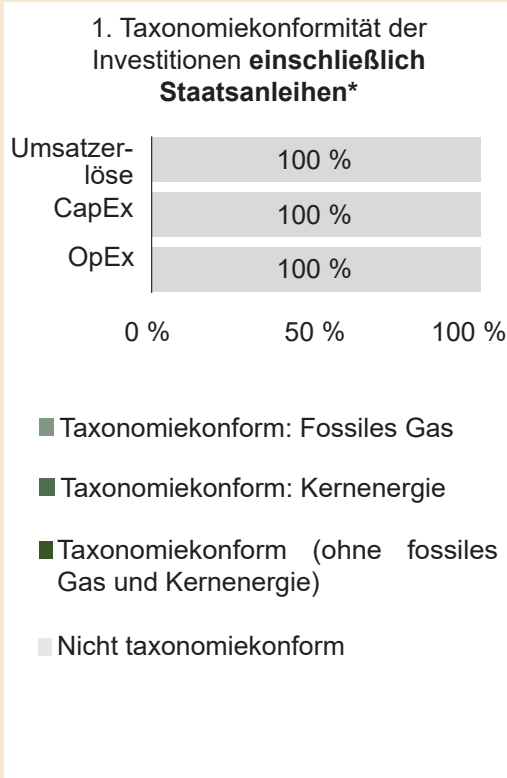 1. Taxonomiekonformität der
Investitionen einschließlich
Staatsanleihen*
Umsatzer-
löse
100 %
CapEx
100 %
OpEx
100 %
0 % 50 % 100 %
Taxonomiekonform: Fossiles Gas
Taxonomiekonform: Kernenergie
Taxonomiekonform (ohne fossiles
Gas und Kernenergie)
Nicht taxonomiekonform